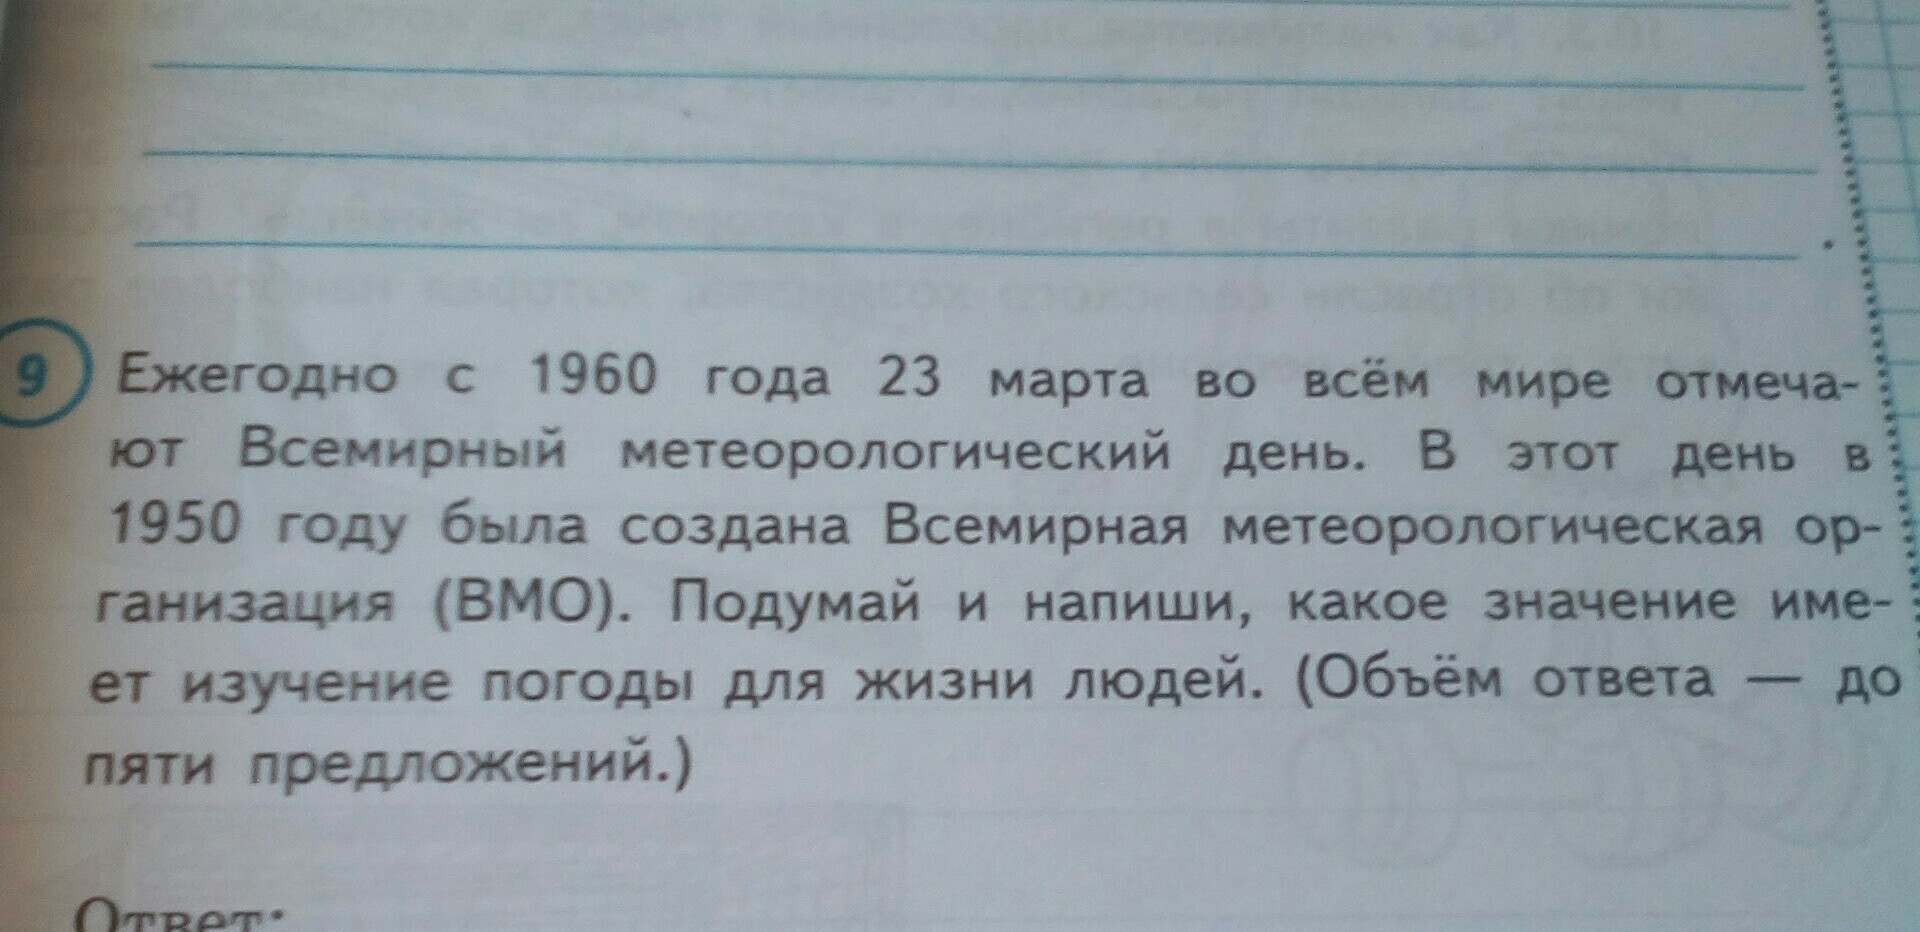 9 Ежегодно с 1960 года 23 марта во всём мире отмеча-
ют Всемирный метеорологический день. В этот день в
1950 году была создана Всемирная метеорологическая ор-
ганизация (ВМО). Подумай и напиши, какое значение име-
ет изучение погоды для жизни людей. (Объём ответа — до
пяти предложений.)
Ответ: